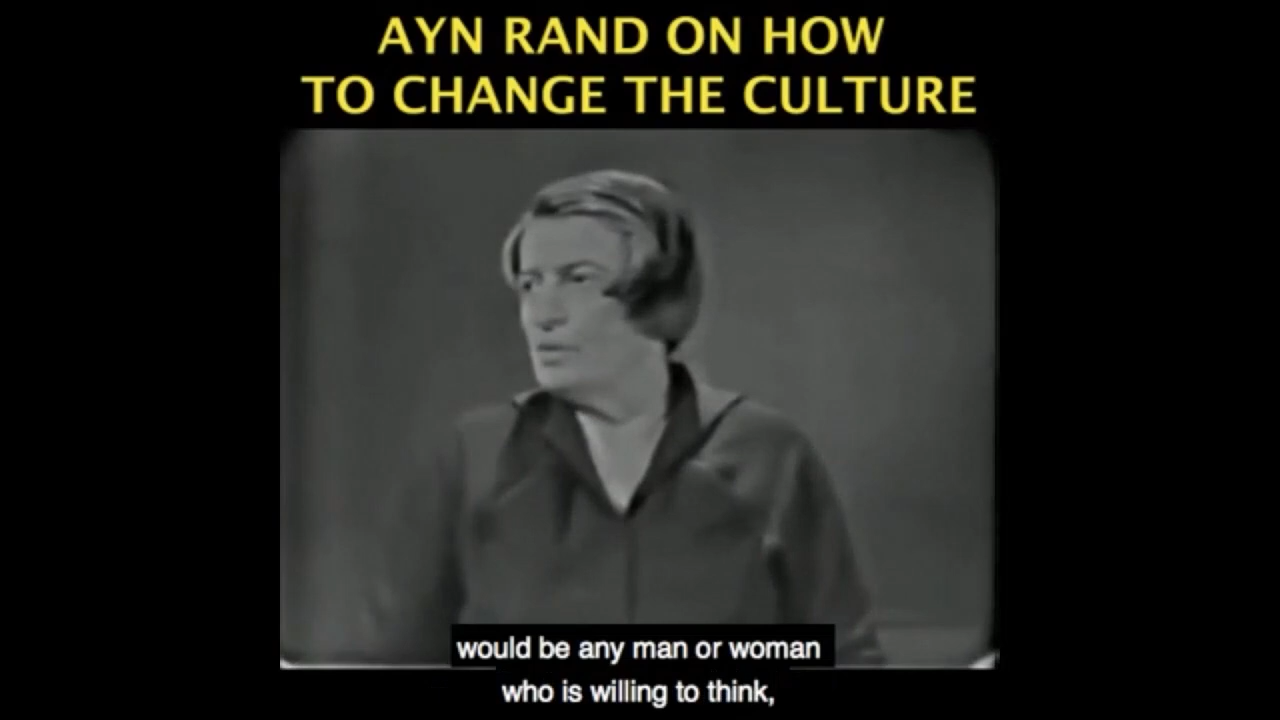 AYN RAND ON HOW
TO CHANGE THE CULTURE
would be any man or woman
who is willing to think,